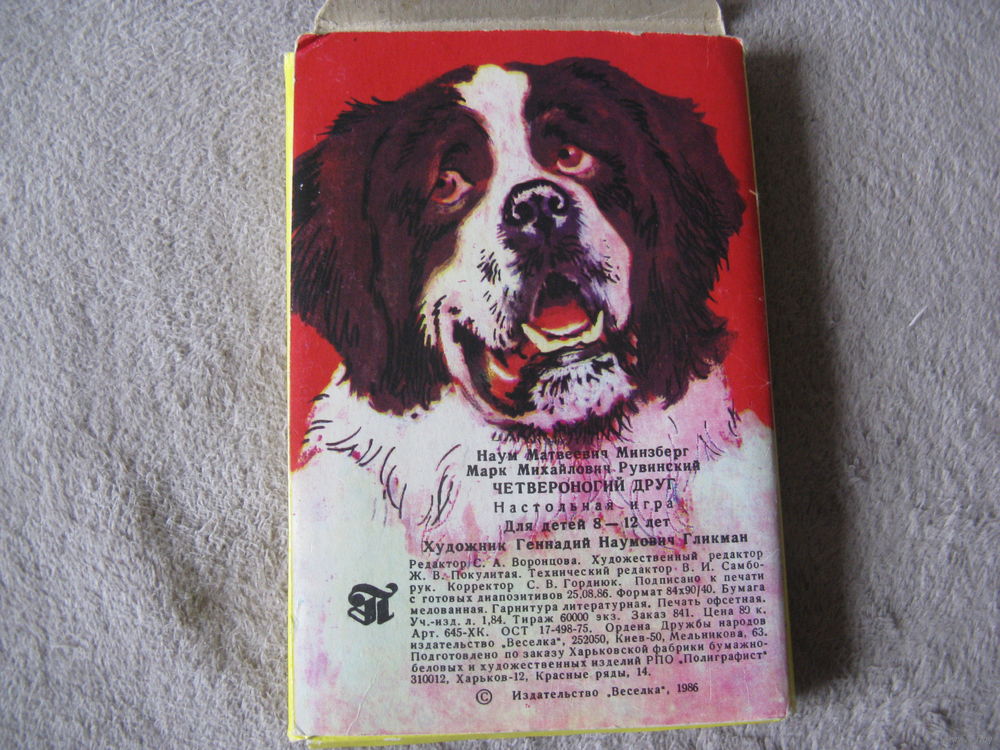 Наум Матвеевич Минзберг
Марк Михайлович Рувинский
ЧЕТВЕРОНОГИЙ ДРУГ
Настольная игра
Для детей 8—12 лет
Художник Геннадий Наумович Гликман
Редактор С. А. Воронцова. Художественный редактор
Ж. В. Покулитая. Технический редактор В. И. Самбо-
рук. Корректор С. В. Гордиюк. Подписано к печати
с готовых диапозитивов 25.08.86. Формат 84x90/40. Бумага
мелованная. Гарнитура литературная. Печать офсетная.
Уч.-изд. л. 1,84. Тираж 60000 экз. Заказ 841. Цена 89 к.
Арт. 645-ХК. ОСТ 17-498-75. Ордена Дружбы народов
издательство „Веселка", 252050, Киев-50, Мельникова, 63.
Подготовлено по заказу Харьковской фабрики бумажно-
беловых и художественных изделий РПО „Полиграфист"
310012, Харьков-12, Красные ряды, 14.
© Издательство „Веселка", 1986